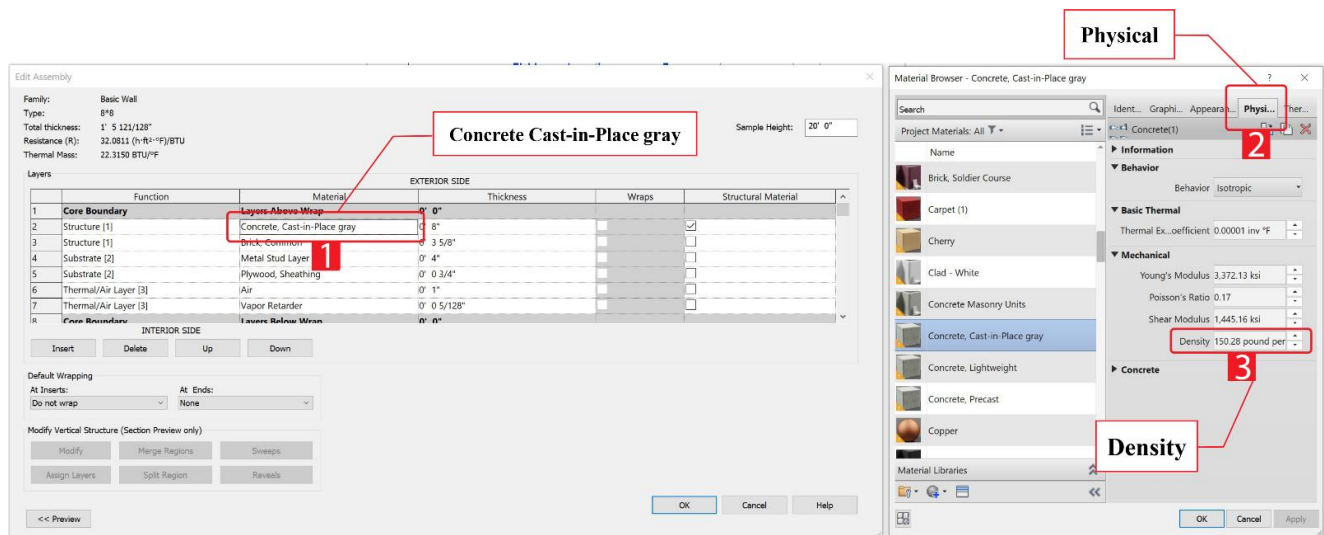 Physical
Edit Assembly
Family: Basic Wall
Type: 8*8
Total thickness: 1' 5 121/128"
Resistance (R): 32.0811 (h·ft²·°F)/BTU
Thermal Mass: 22.3150 BTU/°F
Sample Height: 20' 0"
Concrete Cast-in-Place gray
Layers
EXTERIOR SIDE
Function Material Thickness Wraps Structural Material
1 Core Boundary Layers Above Wrap 0' 0"
2 Structure [1] Concrete, Cast-in-Place gray 0' 8"
3 Structure [1] Brick, Common 0' 3 5/8"
4 Substrate [2] Metal Stud Layer 0' 4"
5 Substrate [2] Plywood, Sheathing 0' 0 3/4"
6 Thermal/Air Layer [3] Air 0' 1"
7 Thermal/Air Layer [3] Vapor Retarder 0' 0 5/128"
8 Core Boundary Layers Below Wrap 0' 0"
1
INTERIOR SIDE
Insert Delete Up Down
Default Wrapping
At Inserts: At Ends:
Do not wrap None
Modify Vertical Structure (Section Preview only)
Modify Merge Regions Sweeps
Assign Layers Split Region Reveals
<< Preview
OK Cancel Help
Material Browser - Concrete, Cast-in-Place gray ?
Search
Project Materials: All
Name
Brick, Soldier Course
Carpet (1)
Cherry
Clad - White
Concrete Masonry Units
Concrete, Cast-in-Place gray
Concrete, Lightweight
Concrete, Precast
Copper
Material Libraries
Ident... Graphi... Appearan... Physi... Ther...
Concrete(1)
2
Information
Behavior
Behavior Isotropic
Basic Thermal
Thermal Ex...oefficient 0.00001 inv °F
Mechanical
Young's Modulus 3,372.13 ksi
Poisson's Ratio 0.17
Shear Modulus 1,445.16 ksi
Density 150.28 pound per
3
Concrete
Density
OK Cancel Apply